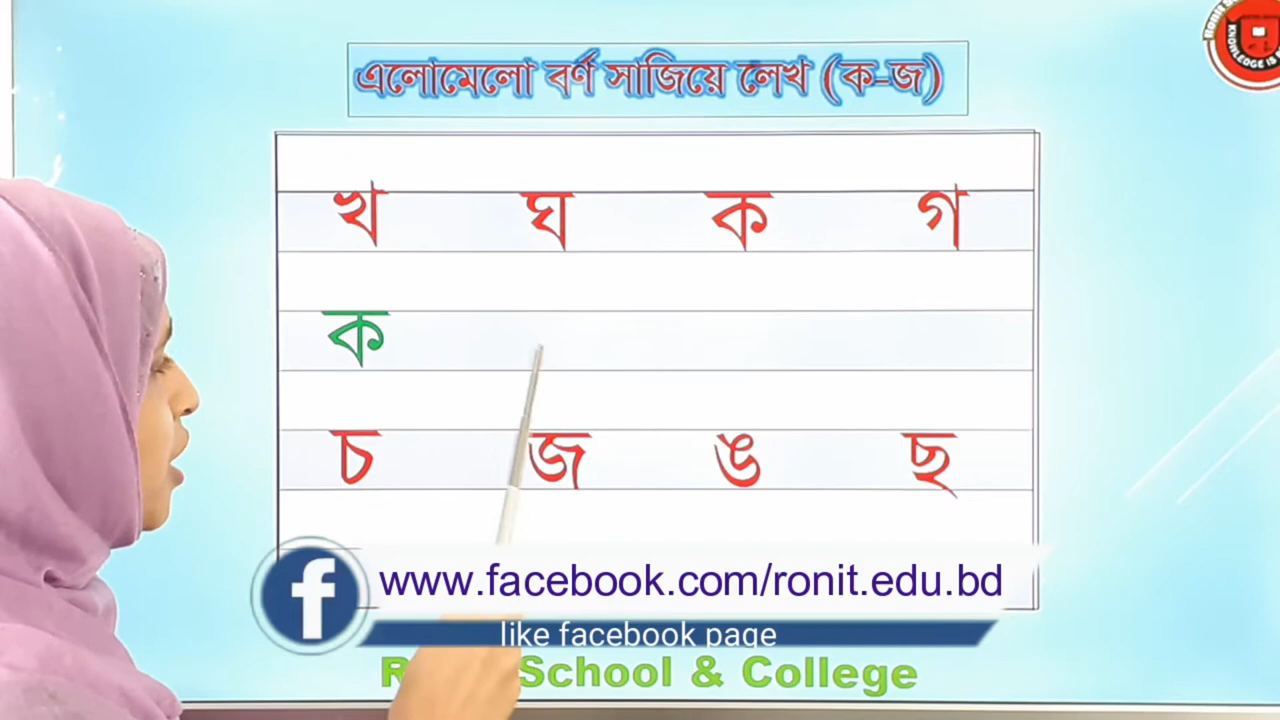 এলোমেলো বর্ণ সাজিয়ে লেখ (ক-জ)
খ ঘ ক গ
ক
চ জ ঙ ছ
www.facebook.com/ronit.edu.bd
like facebook page
School & College